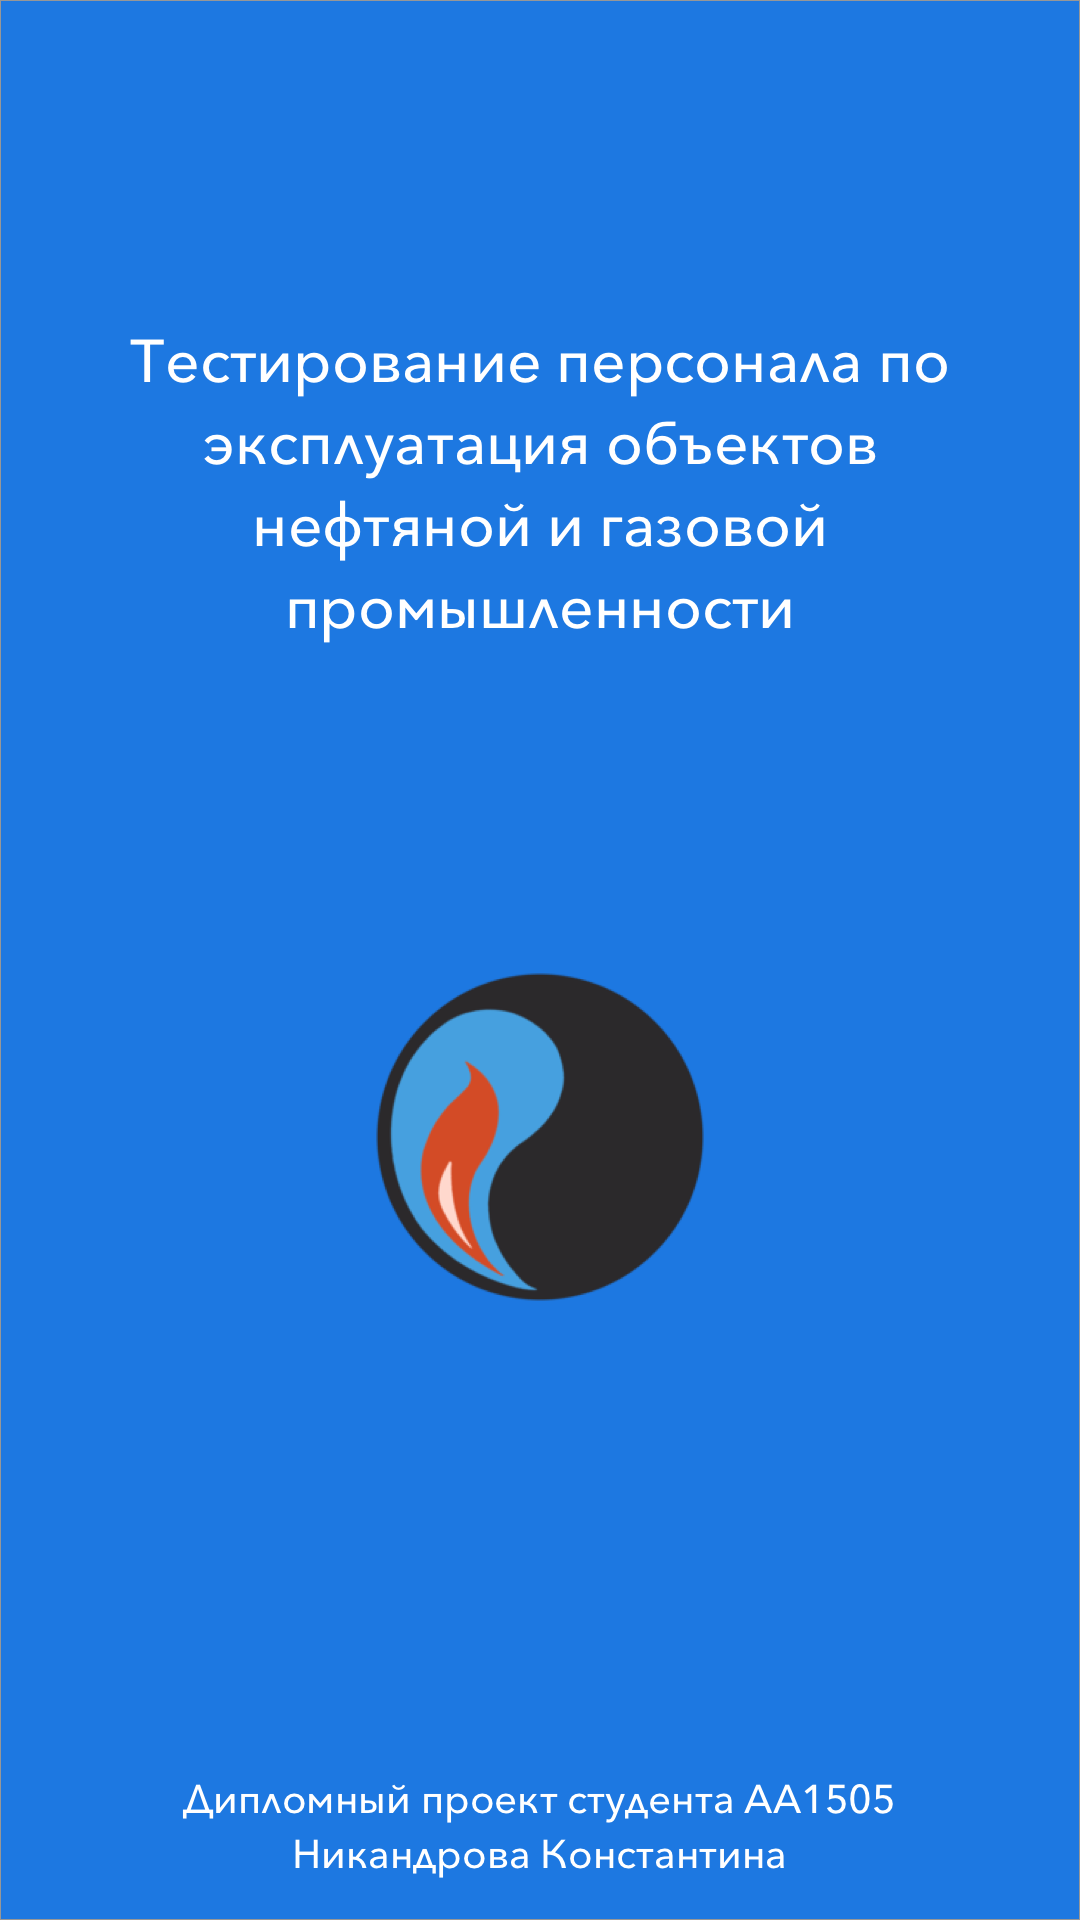 Тестирование персонала по
эксплуатация объектов
нефтяной и газовой
промышленности
Дипломный проект студента АА1505
Никандрова Константина